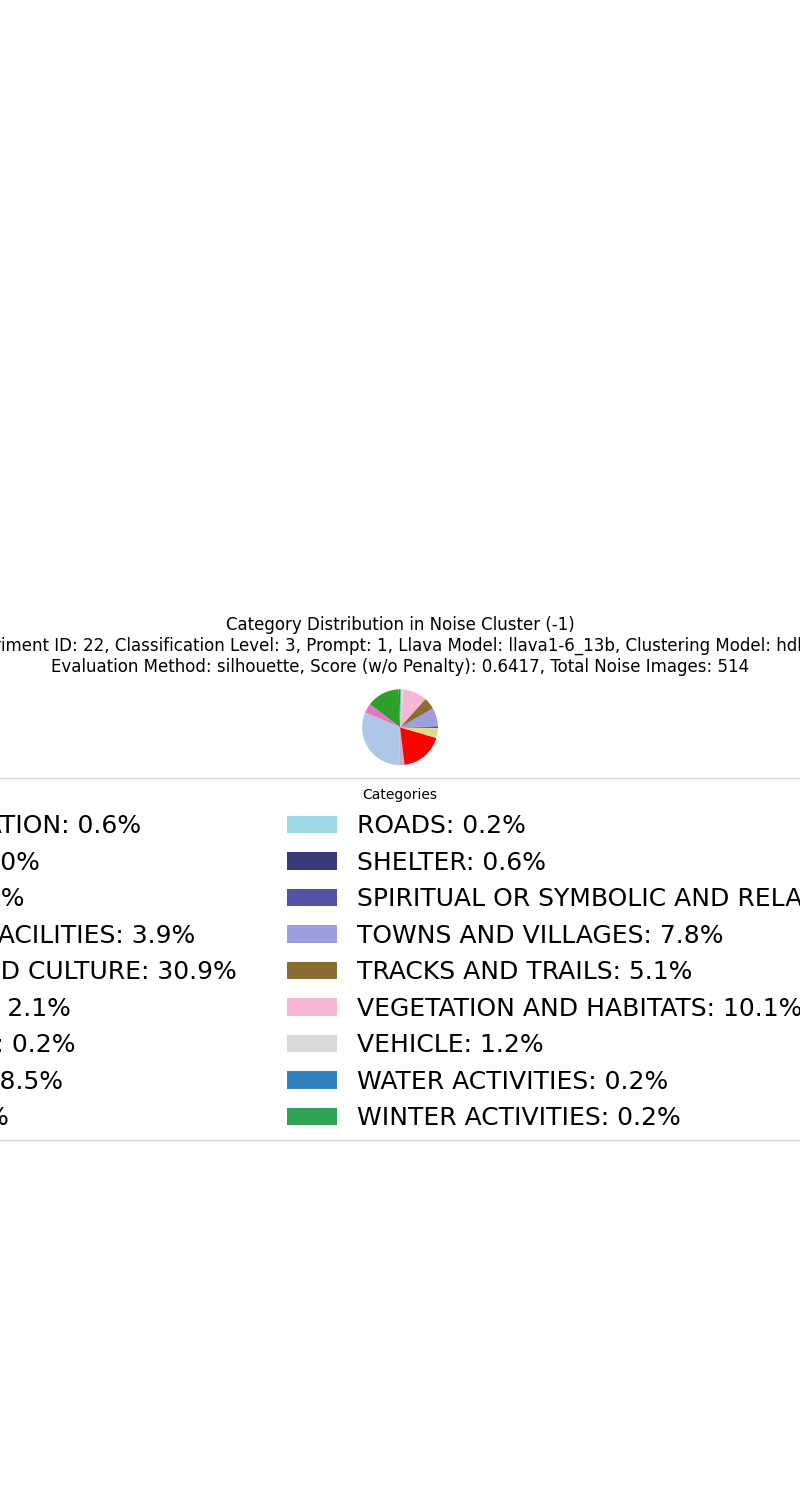 Category Distribution in Noise Cluster (-1)
riment ID: 22, Classification Level: 3, Prompt: 1, Llava Model: llava1-6_13b, Clustering Model: hdl
Evaluation Method: silhouette, Score (w/o Penalty): 0.6417, Total Noise Images: 514
Categories
ATION: 0.6%
0%
%
ACILITIES: 3.9%
D CULTURE: 30.9%
2.1%
: 0.2%
8.5%
%
ROADS: 0.2%
SHELTER: 0.6%
SPIRITUAL OR SYMBOLIC AND RELA
TOWNS AND VILLAGES: 7.8%
TRACKS AND TRAILS: 5.1%
VEGETATION AND HABITATS: 10.1%
VEHICLE: 1.2%
WATER ACTIVITIES: 0.2%
WINTER ACTIVITIES: 0.2%